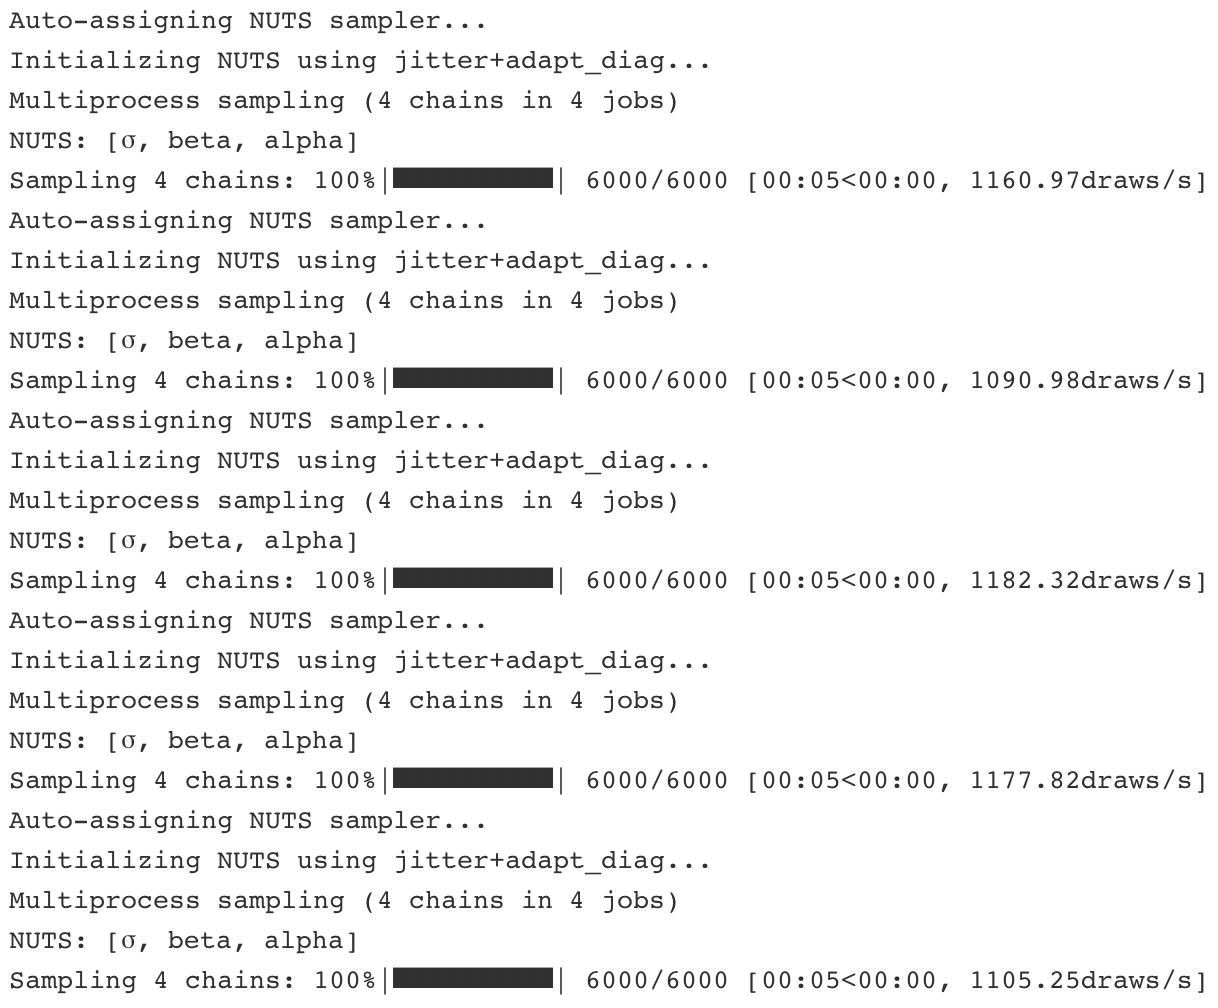 Auto-assigning NUTS sampler...
Initializing NUTS using jitter+adapt_diag...
Multiprocess sampling (4 chains in 4 jobs)
NUTS: [σ, beta, alpha]
Sampling 4 chains: 100%|██████████| 6000/6000 [00:05<00:00, 1160.97draws/s]
Auto-assigning NUTS sampler...
Initializing NUTS using jitter+adapt_diag...
Multiprocess sampling (4 chains in 4 jobs)
NUTS: [σ, beta, alpha]
Sampling 4 chains: 100%|██████████| 6000/6000 [00:05<00:00, 1090.98draws/s]
Auto-assigning NUTS sampler...
Initializing NUTS using jitter+adapt_diag...
Multiprocess sampling (4 chains in 4 jobs)
NUTS: [σ, beta, alpha]
Sampling 4 chains: 100%|██████████| 6000/6000 [00:05<00:00, 1182.32draws/s]
Auto-assigning NUTS sampler...
Initializing NUTS using jitter+adapt_diag...
Multiprocess sampling (4 chains in 4 jobs)
NUTS: [σ, beta, alpha]
Sampling 4 chains: 100%|██████████| 6000/6000 [00:05<00:00, 1177.82draws/s]
Auto-assigning NUTS sampler...
Initializing NUTS using jitter+adapt_diag...
Multiprocess sampling (4 chains in 4 jobs)
NUTS: [σ, beta, alpha]
Sampling 4 chains: 100%|██████████| 6000/6000 [00:05<00:00, 1105.25draws/s]